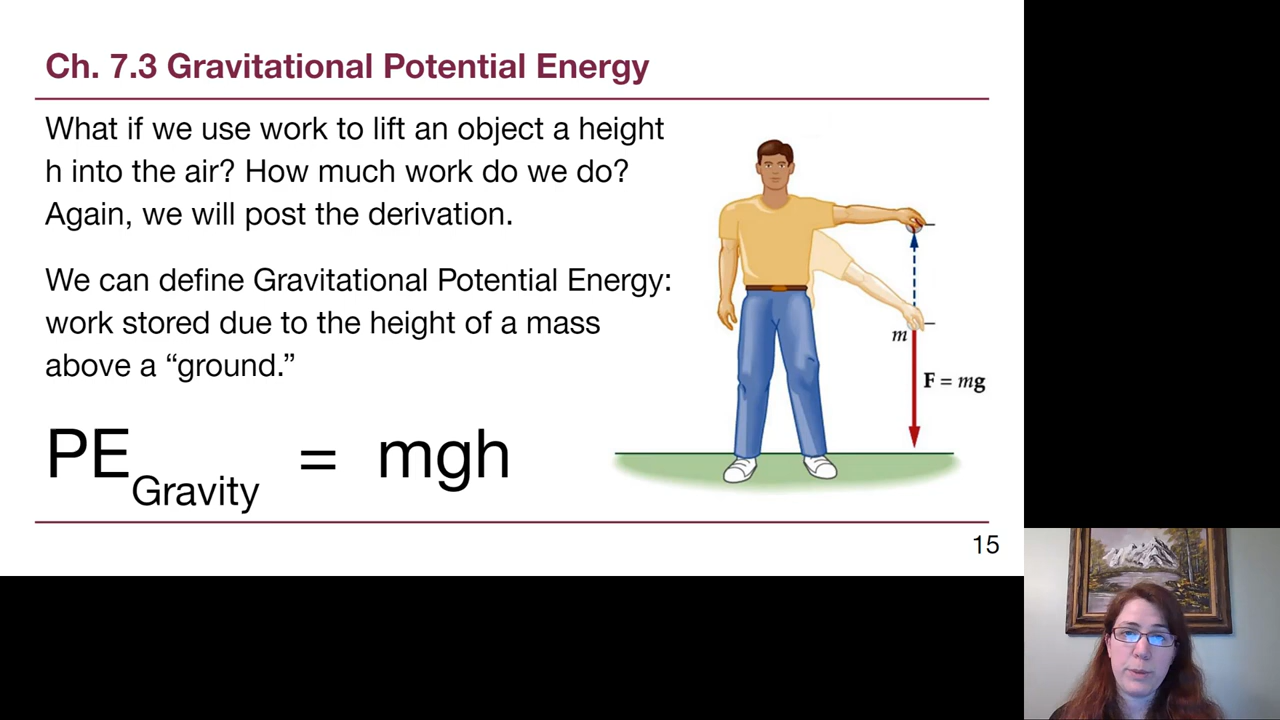 Ch. 7.3 Gravitational Potential Energy
What if we use work to lift an object a height
h into the air? How much work do we do?
Again, we will post the derivation.
We can define Gravitational Potential Energy:
work stored due to the height of a mass
above a “ground.”
PE_Gravity = mgh
m
F = mg
15